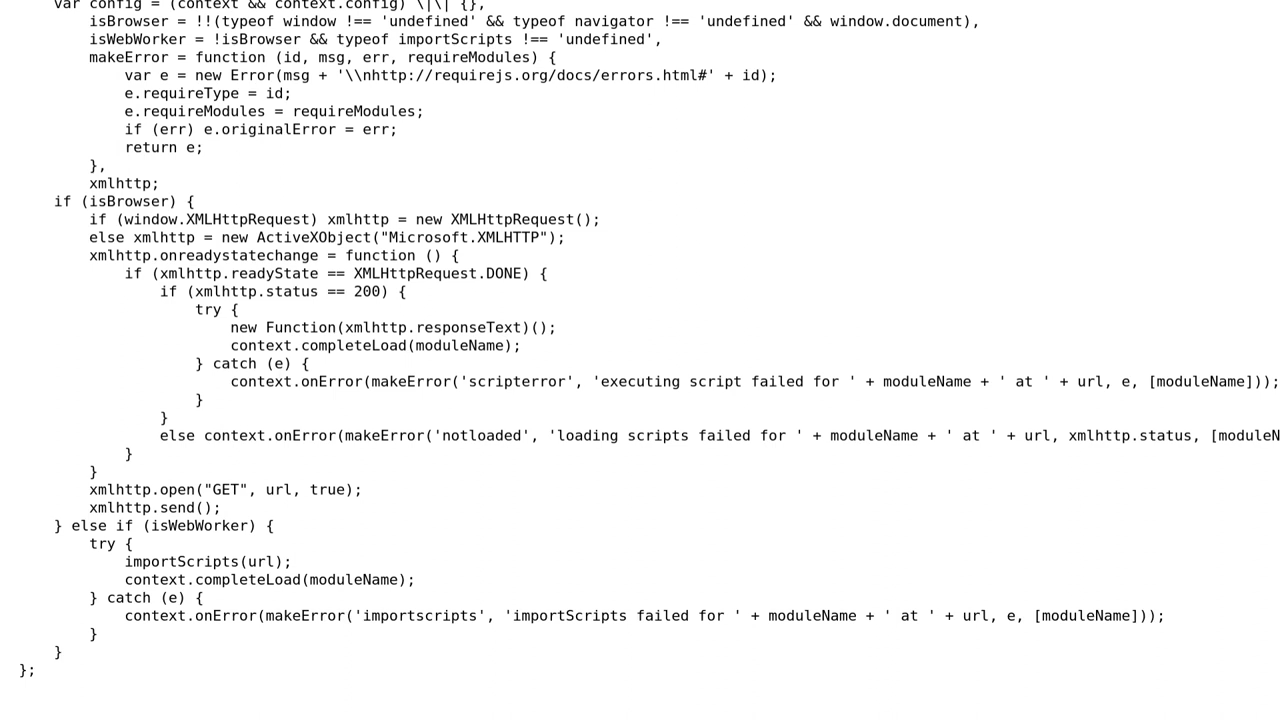 var config = (context && context.config) \|\| {},
isBrowser = !!(typeof window !== 'undefined' && typeof navigator !== 'undefined' && window.document),
isWebWorker = !isBrowser && typeof importScripts !== 'undefined',
makeError = function (id, msg, err, requireModules) {
var e = new Error(msg + '\\nhttp://requirejs.org/docs/errors.html#' + id);
e.requireType = id;
e.requireModules = requireModules;
if (err) e.originalError = err;
return e;
},
xmlhttp;
if (isBrowser) {
if (window.XMLHttpRequest) xmlhttp = new XMLHttpRequest();
else xmlhttp = new ActiveXObject("Microsoft.XMLHTTP");
xmlhttp.onreadystatechange = function () {
if (xmlhttp.readyState == XMLHttpRequest.DONE) {
if (xmlhttp.status == 200) {
try {
new Function(xmlhttp.responseText)();
context.completeLoad(moduleName);
} catch (e) {
context.onError(makeError('scripterror', 'executing script failed for ' + moduleName + ' at ' + url, e, [moduleName]));
}
}
else context.onError(makeError('notloaded', 'loading scripts failed for ' + moduleName + ' at ' + url, xmlhttp.status, [moduleN
}
}
xmlhttp.open("GET", url, true);
xmlhttp.send();
} else if (isWebWorker) {
try {
importScripts(url);
context.completeLoad(moduleName);
} catch (e) {
context.onError(makeError('importscripts', 'importScripts failed for ' + moduleName + ' at ' + url, e, [moduleName]));
}
}
};